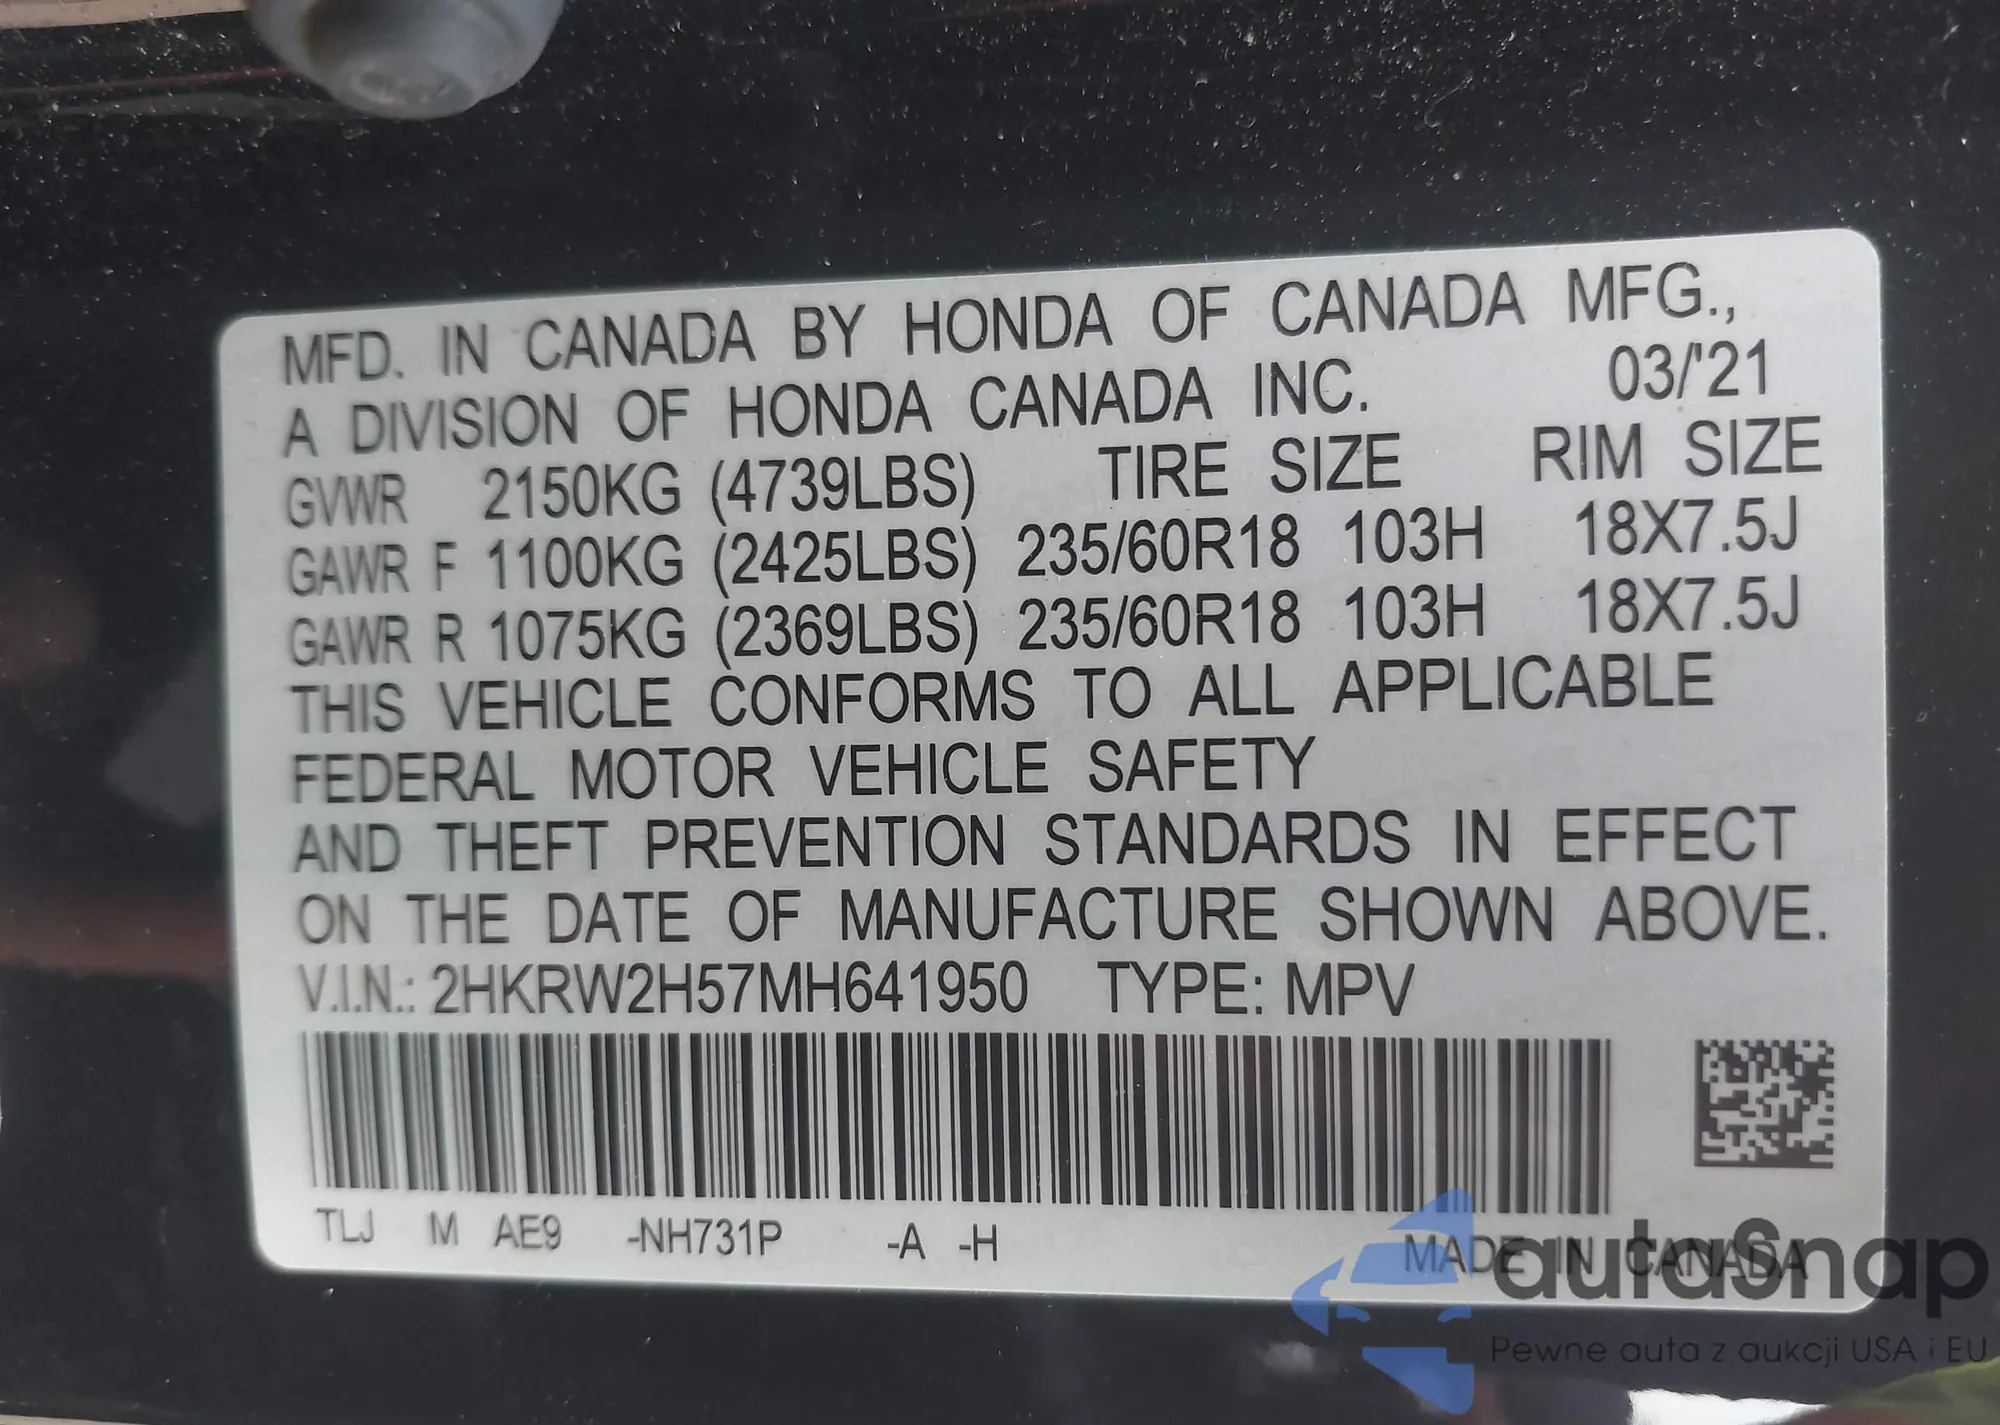 MFD. IN CANADA BY HONDA OF CANADA MFG.,
A DIVISION OF HONDA CANADA INC. 03/'21
GVWR 2150KG (4739LBS) TIRE SIZE RIM SIZE
GAWR F 1100KG (2425LBS) 235/60R18 103H 18X7.5J
GAWR R 1075KG (2369LBS) 235/60R18 103H 18X7.5J
THIS VEHICLE CONFORMS TO ALL APPLICABLE
FEDERAL MOTOR VEHICLE SAFETY
AND THEFT PREVENTION STANDARDS IN EFFECT
ON THE DATE OF MANUFACTURE SHOWN ABOVE.
V.I.N.: 2HKRW2H57MH641950 TYPE: MPV
TLJ M AE9 -NH731P -A -H
MADE IN CANADA
autoSnap
Pewne auta z aukcji USA i EU